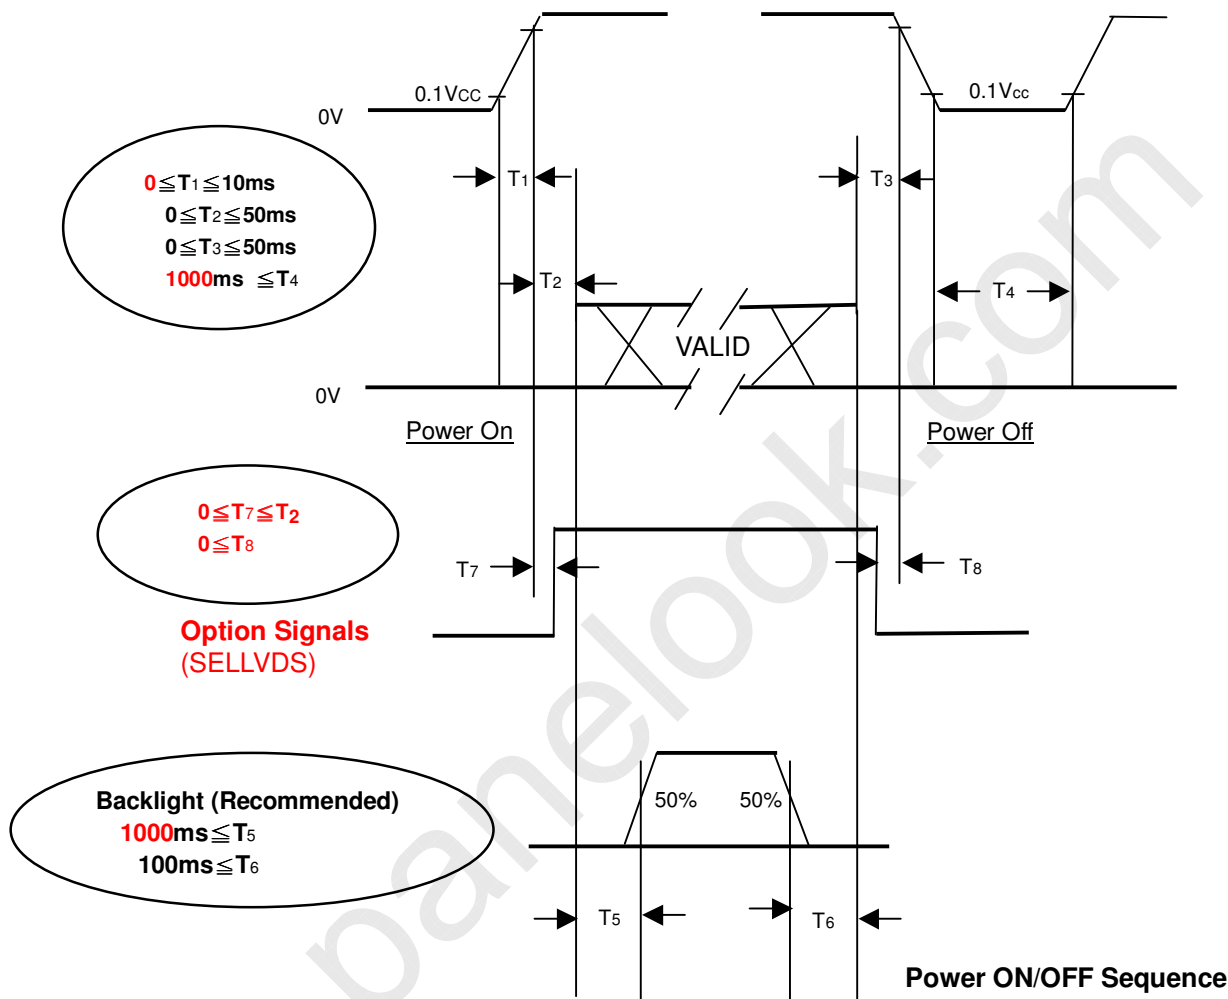 0.1VCC
0.1Vcc
0V
0≦T1≦10ms
0≦T2≦50ms
0≦T3≦50ms
1000ms ≦T4
T1
T3
T2
T4
VALID
0V
Power On
Power Off
0≦T7≦T2
0≦T8
T7
T8
Option Signals
(SELLVDS)
Backlight (Recommended)
1000ms≦T5
100ms≦T6
50%
50%
T5
T6
Power ON/OFF Sequence
panelook.com